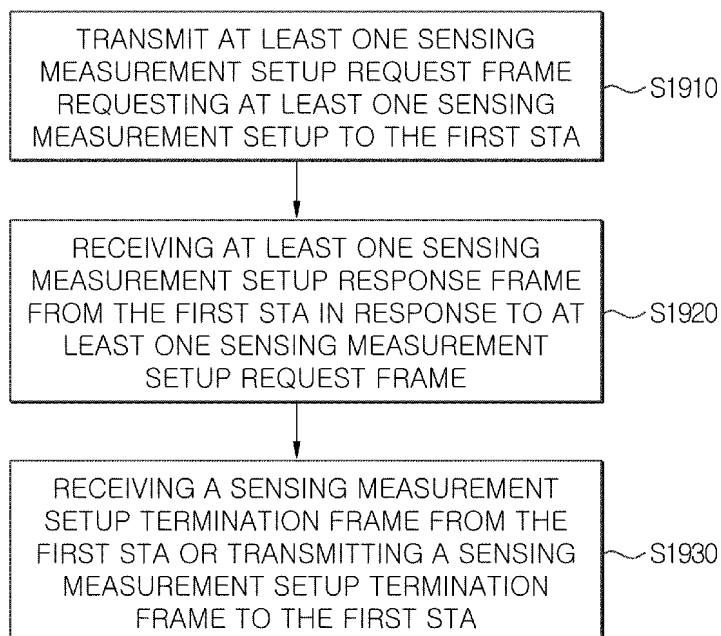 TRANSMIT AT LEAST ONE SENSING
MEASUREMENT SETUP REQUEST FRAME
REQUESTING AT LEAST ONE SENSING
MEASUREMENT SETUP TO THE FIRST STA
S1910
RECEIVING AT LEAST ONE SENSING
MEASUREMENT SETUP RESPONSE FRAME
FROM THE FIRST STA IN RESPONSE TO AT
LEAST ONE SENSING MEASUREMENT
SETUP REQUEST FRAME
S1920
RECEIVING A SENSING MEASUREMENT
SETUP TERMINATION FRAME FROM THE
FIRST STA OR TRANSMITTING A SENSING
MEASUREMENT SETUP TERMINATION
FRAME TO THE FIRST STA
S1930